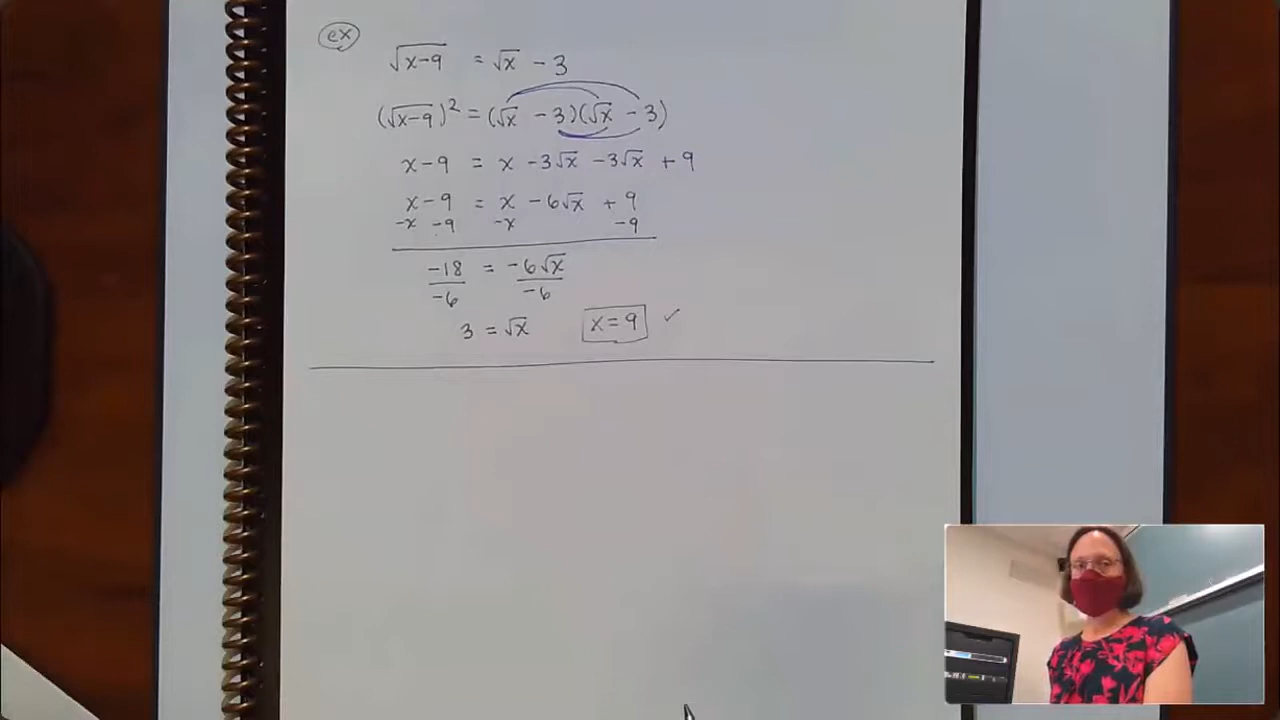 ex
√x-9 = √x - 3
(√x-9)² = (√x - 3)(√x - 3)
x-9 = x -3√x -3√x + 9
x-9 = x - 6√x + 9
-x -9 -x -9
-18 = -6√x
-6 -6
3 = √x x=9 ✓